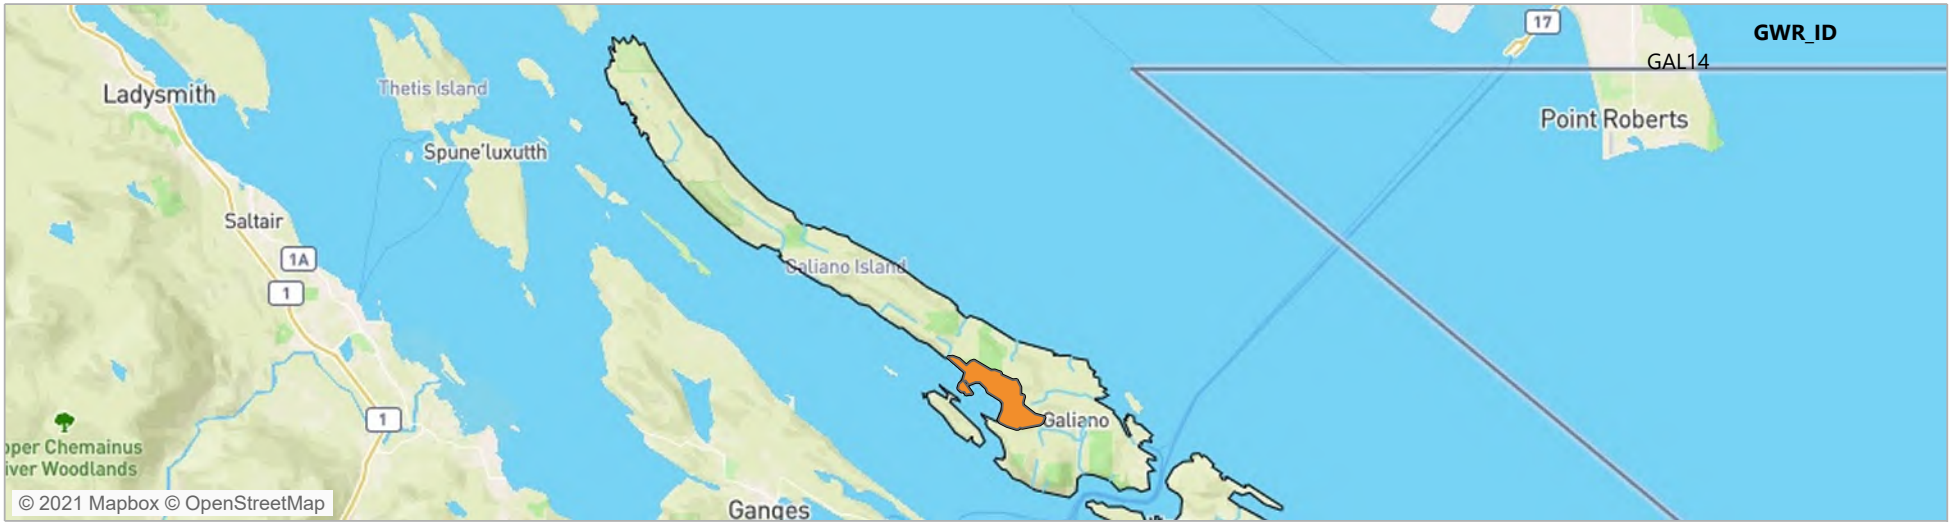 17
GWR_ID
GAL14
Ladysmith
Thetis Island
Point Roberts
Spune'luxutth
Saltair
1A
Galiano Island
1
1
Galiano
pper Chemainus
iver Woodlands
© 2021 Mapbox © OpenStreetMap
Ganges